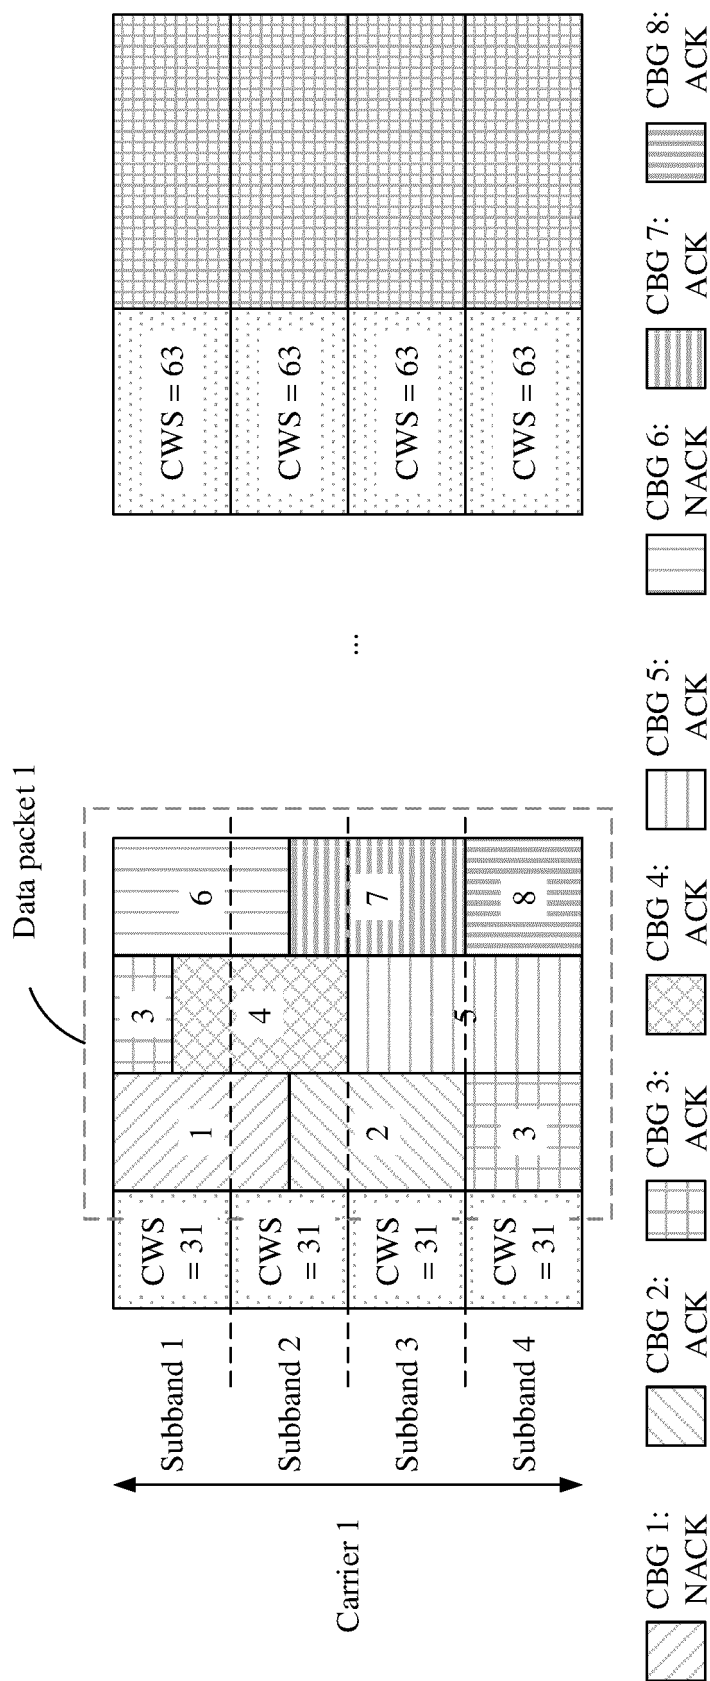 Data packet 1
Carrier 1
Subband 1
Subband 2
Subband 3
Subband 4
CWS
= 31
CWS
= 31
CWS
= 31
CWS
= 31
1
2
3
3
4
5
6
7
8
...
CWS = 63
CWS = 63
CWS = 63
CWS = 63
CBG 1:
NACK
CBG 2:
ACK
CBG 3:
ACK
CBG 4:
ACK
CBG 5:
ACK
CBG 6:
NACK
CBG 7:
ACK
CBG 8:
ACK